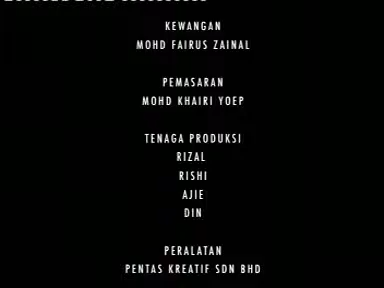 KEWANGAN
MOHD FAIRUS ZAINAL
PEMASARAN
MOHD KHAIRI YOEP
TENAGA PRODUKSI
RIZAL
RISHI
AJIE
DIN
PERALATAN
PENTAS KREATIF SDN BHD